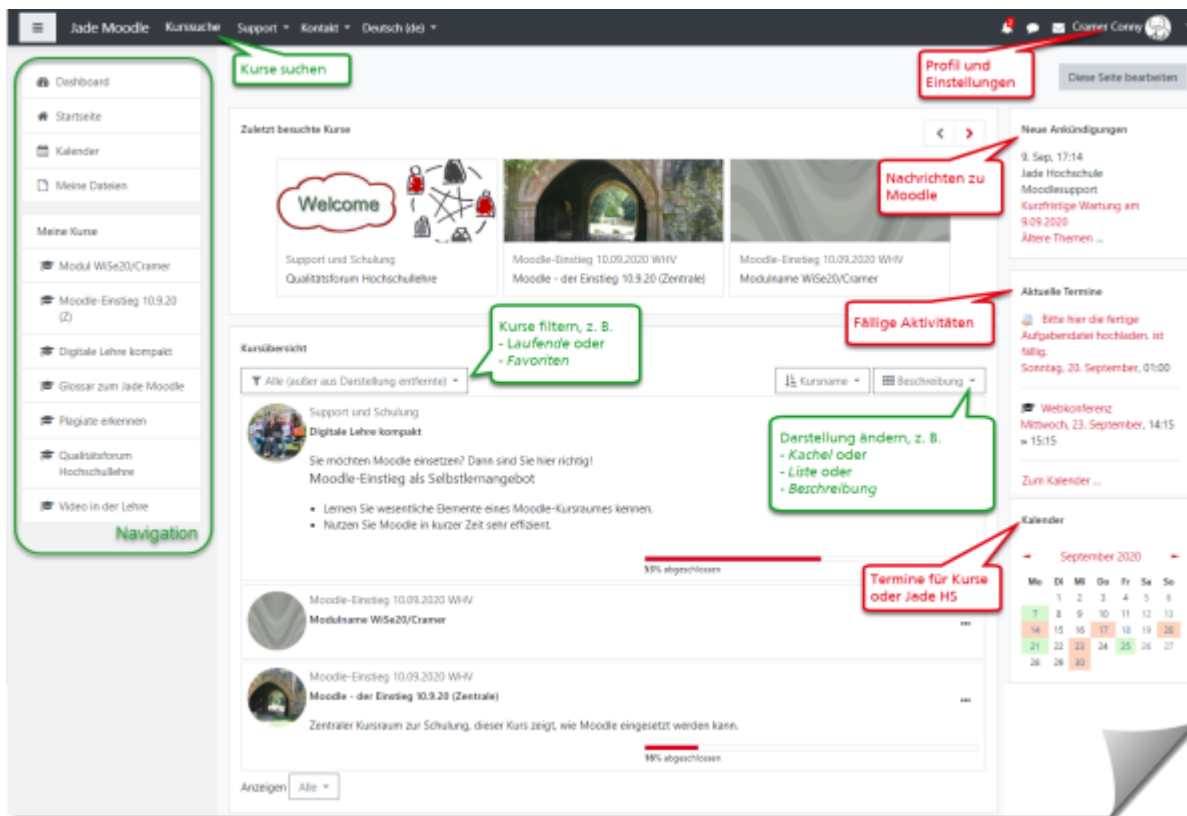 Jade Moodle Kurssuche Support Kontakt Deutsch (de)
2
Cramer Conny
Kurse suchen
Profil und
Einstellungen
Diese Seite bearbeiten
Dashboard
Startseite
Kalender
Meine Dateien
Meine Kurse
Modul WiSe20/Cramer
Moodle-Einstieg 10.9.20
(Z)
Digitale Lehre kompakt
Glossar zum Jade Moodle
Plagiate erkennen
Qualitätsforum
Hochschullehre
Video in der Lehre
Navigation
Zuletzt besuchte Kurse
Welcome
Support und Schulung
Qualitätsforum Hochschullehre
Moodle-Einstieg 10.09.2020 WHV
Moodle - der Einstieg 10.9.20 (Zentrale)
Moodle-Einstieg 10.09.2020 WHV
Modulname WiSe20/Cramer
Kursübersicht
Kurse filtern, z. B.
- Laufende oder
- Favoriten
Alle (außer aus Darstellung entfernte)
Kursname
Beschreibung
Darstellung ändern, z. B.
- Kachel oder
- Liste oder
- Beschreibung
Support und Schulung
Digitale Lehre kompakt
Sie möchten Moodle einsetzen? Dann sind Sie hier richtig!
Moodle-Einstieg als Selbstlernangebot
• Lernen Sie wesentliche Elemente eines Moodle-Kursraumes kennen.
• Nutzen Sie Moodle in kurzer Zeit sehr effizient.
abgeschlossen
Moodle-Einstieg 10.09.2020 WHV
Modulname WiSe20/Cramer
...
Moodle-Einstieg 10.09.2020 WHV
Moodle - der Einstieg 10.9.20 (Zentrale)
...
Zentraler Kursraum zur Schulung, dieser Kurs zeigt, wie Moodle eingesetzt werden kann.
16% abgeschlossen
Anzeigen Alle
Nachrichten zu
Moodle
Neue Ankündigungen
9. Sep, 17:14
Jade Hochschule
Moodlesupport
Kurzfristige Wartung am
9.09.2020
Ältere Themen ...
Fällige Aktivitäten
Aktuelle Termine
Bitte hier die fertige
Aufgabendatei hochladen. ist
fällig.
Sonntag, 20. September, 01:00
Webkonferenz
Mittwoch, 23. September, 14:15
» 15:15
Zum Kalender ...
Termine für Kurse
oder Jade HS
Kalender
◄ September 2020 ►
Mo Di Mi Do Fr Sa So
1 2 3 4 5 6
7 8 9 10 11 12 13
14 15 16 17 18 19 20
21 22 23 24 25 26 27
28 29 30